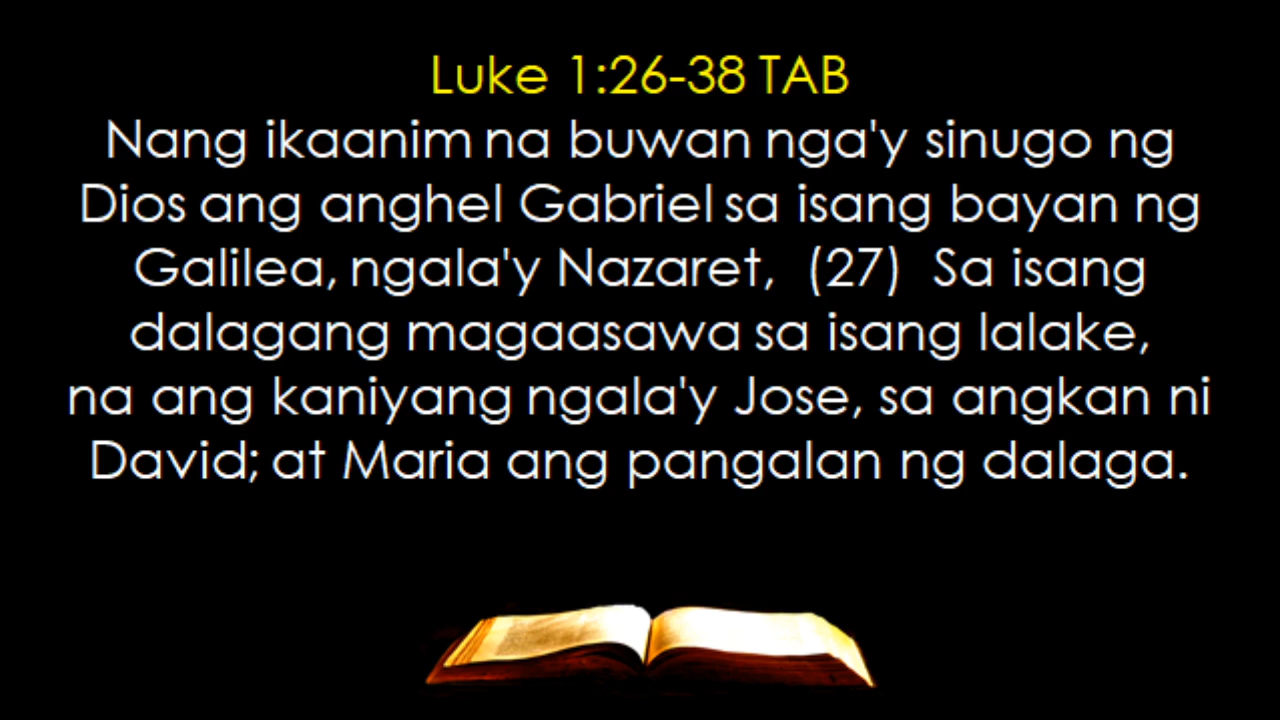 Luke 1:26-38 TAB
Nang ikaanim na buwan nga'y sinugo ng
Dios ang anghel Gabriel sa isang bayan ng
Galilea, ngala'y Nazaret,  (27)  Sa isang
dalagang magaasawa sa isang lalake,
na ang kaniyang ngala'y Jose, sa angkan ni
David; at Maria ang pangalan ng dalaga.